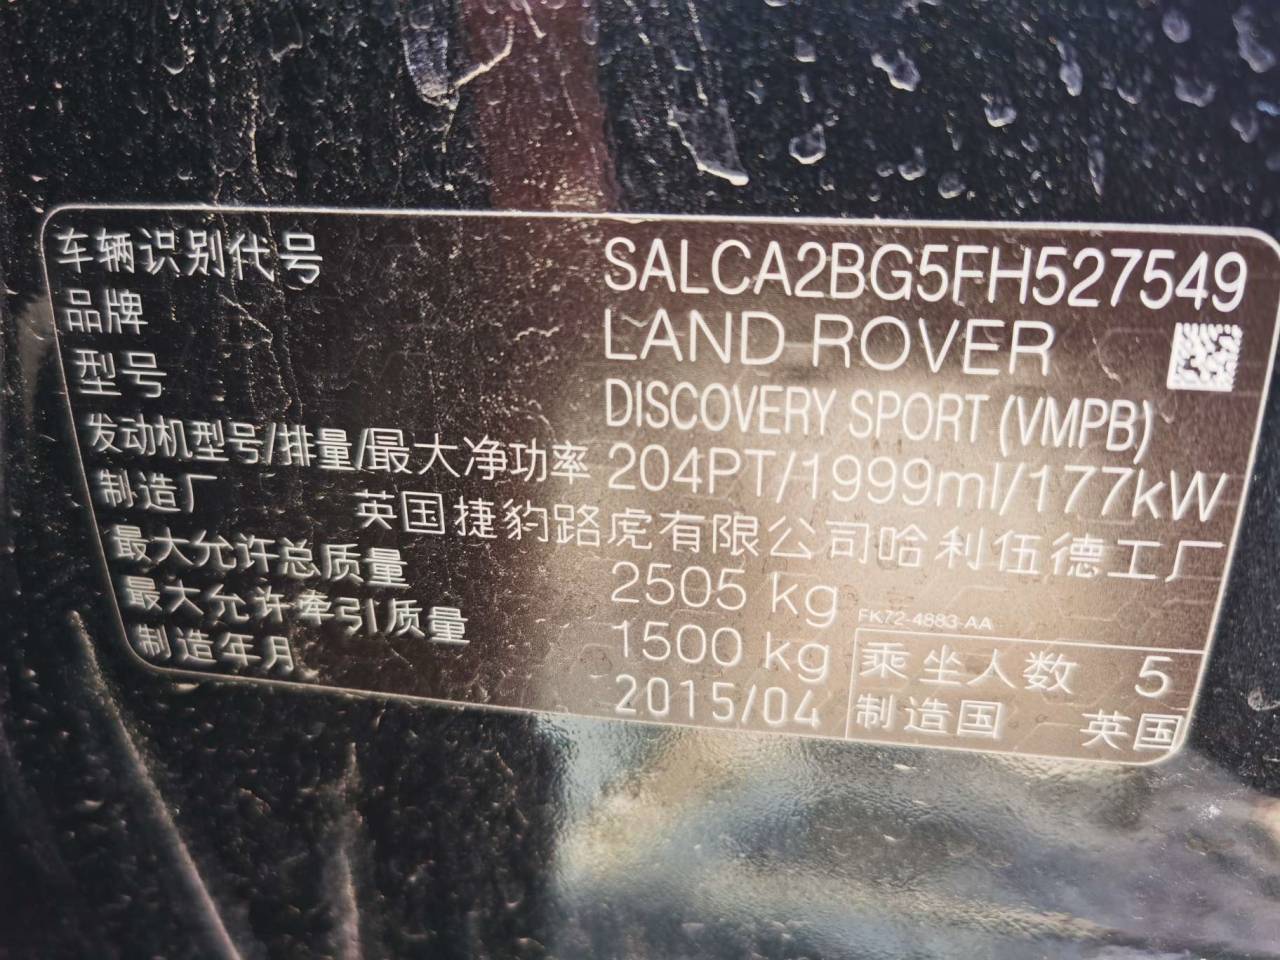 车辆识别代号 SALCA2BG5FH527549
品牌 LAND ROVER
型号 DISCOVERY SPORT (VMPB)
发动机型号/排量/最大净功率 204PT/1999ml/177kW
制造厂 英国捷豹路虎有限公司哈利伍德工厂
最大允许总质量 2505 kg
FK72-4883-AA
最大允许牵引质量 1500 kg
乘坐人数 5
制造年月 2015/04
制造国 英国